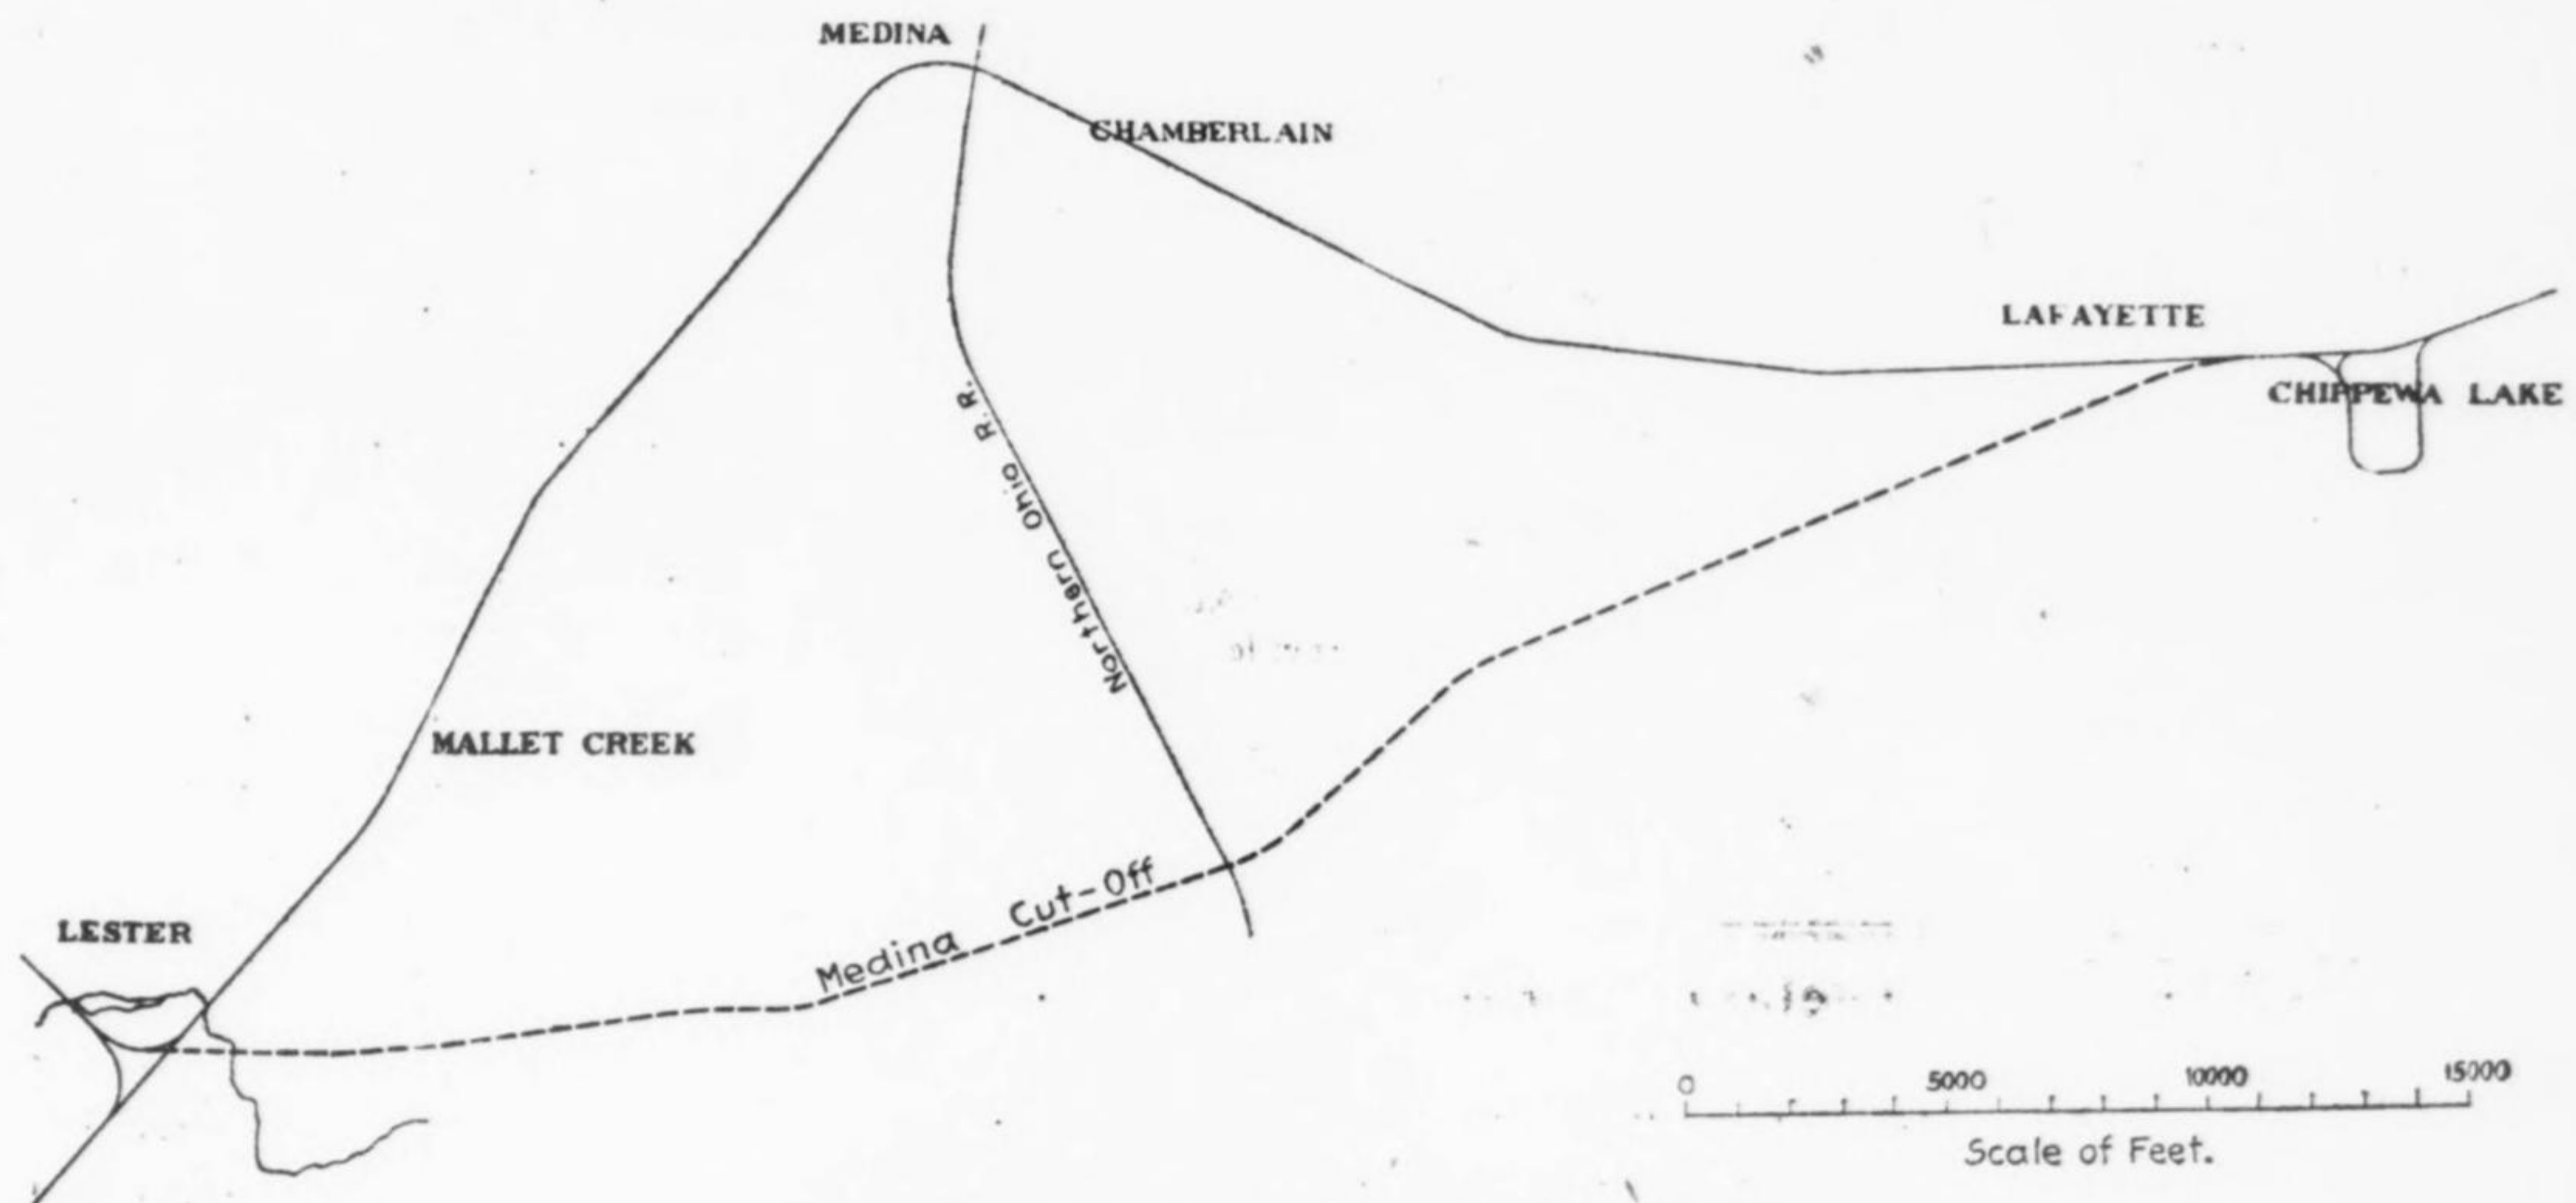 MEDINA
CHAMBERLAIN
LAFAYETTE
CHIPPEWA LAKE
Northern Ohio R. R.
MALLET CREEK
Medina Cut-Off
LESTER
0 5000 10000 15000
Scale of Feet.